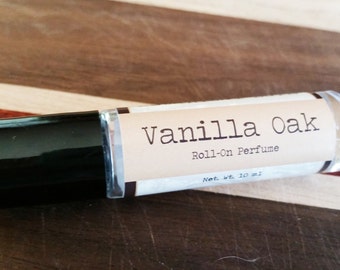 Vanilla Oak
Roll-On Perfume
Net Wt 10 ml